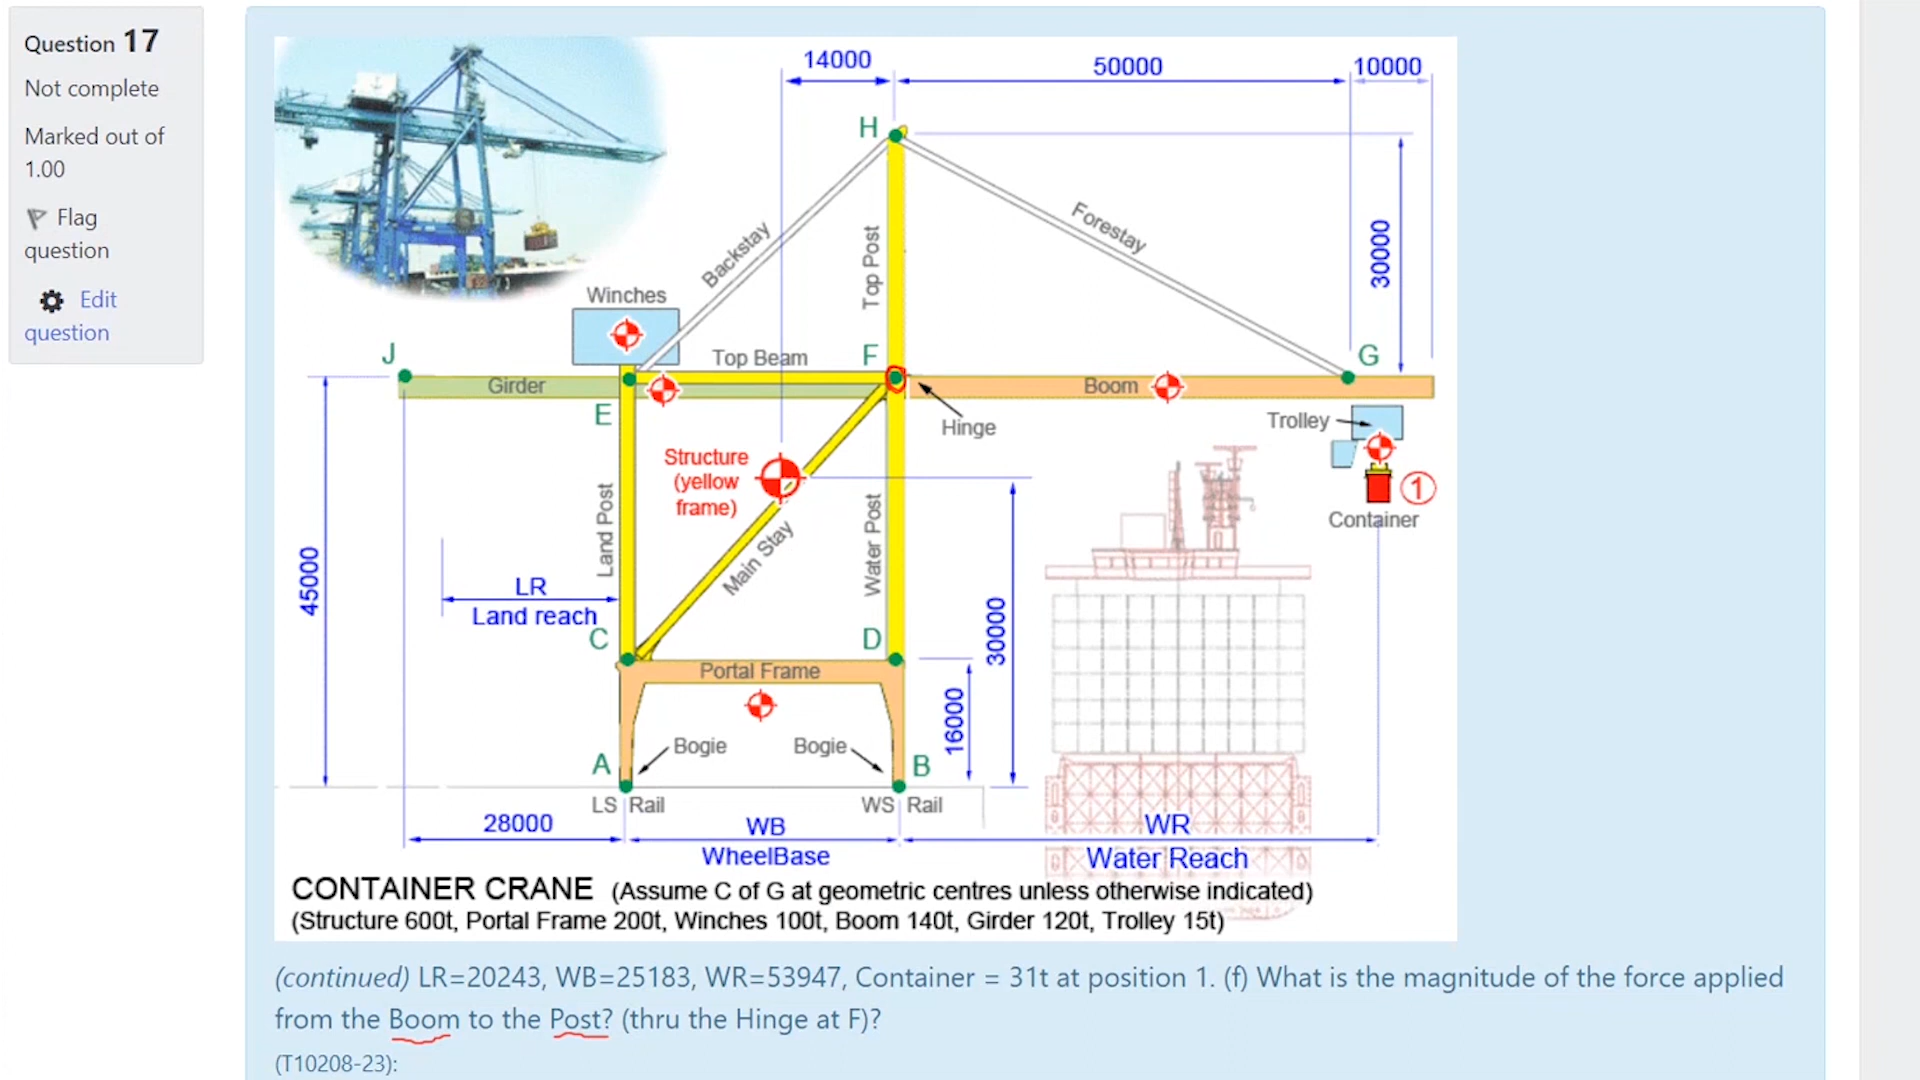 Question 17
Not complete
Marked out of
1.00
Flag
question
Edit
question
14000
50000
10000
H
Backstay
Top Post
Forestay
30000
Winches
J
Top Beam
F
G
Girder
Boom
E
Hinge
Trolley
Structure
(yellow
frame)
1
Container
Land Post
Main Stay
Water Post
45000
LR
Land reach
30000
C
D
Portal Frame
16000
Bogie
Bogie
A
B
LS Rail
WS Rail
28000
WB
WR
WheelBase
Water Reach
CONTAINER CRANE (Assume C of G at geometric centres unless otherwise indicated)
(Structure 600t, Portal Frame 200t, Winches 100t, Boom 140t, Girder 120t, Trolley 15t)
(continued) LR=20243, WB=25183, WR=53947, Container = 31t at position 1. (f) What is the magnitude of the force applied
from the Boom to the Post? (thru the Hinge at F)?
(T10208-23):